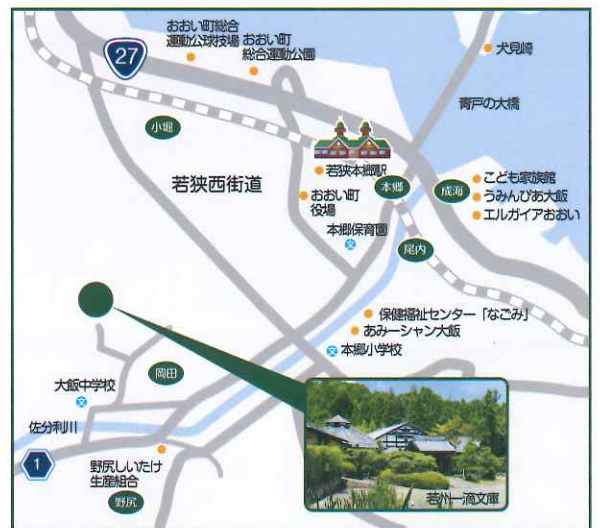 おおい町総合
運動公球技場
おおい町
総合運動公園
27
犬見崎
青戸の大橋
小堀
若狭本郷駅
本郷
成海
こども家族館
うみんぴあ大飯
エルガイアおおい
若狭西街道
おおい町
役場
本郷保育園
文
尾内
保健福祉センター「なごみ」
あみーシャン大飯
文
本郷小学校
岡田
大飯中学校
文
佐分利川
1
野尻しいたけ
生産組合
野尻
若州一滴文庫